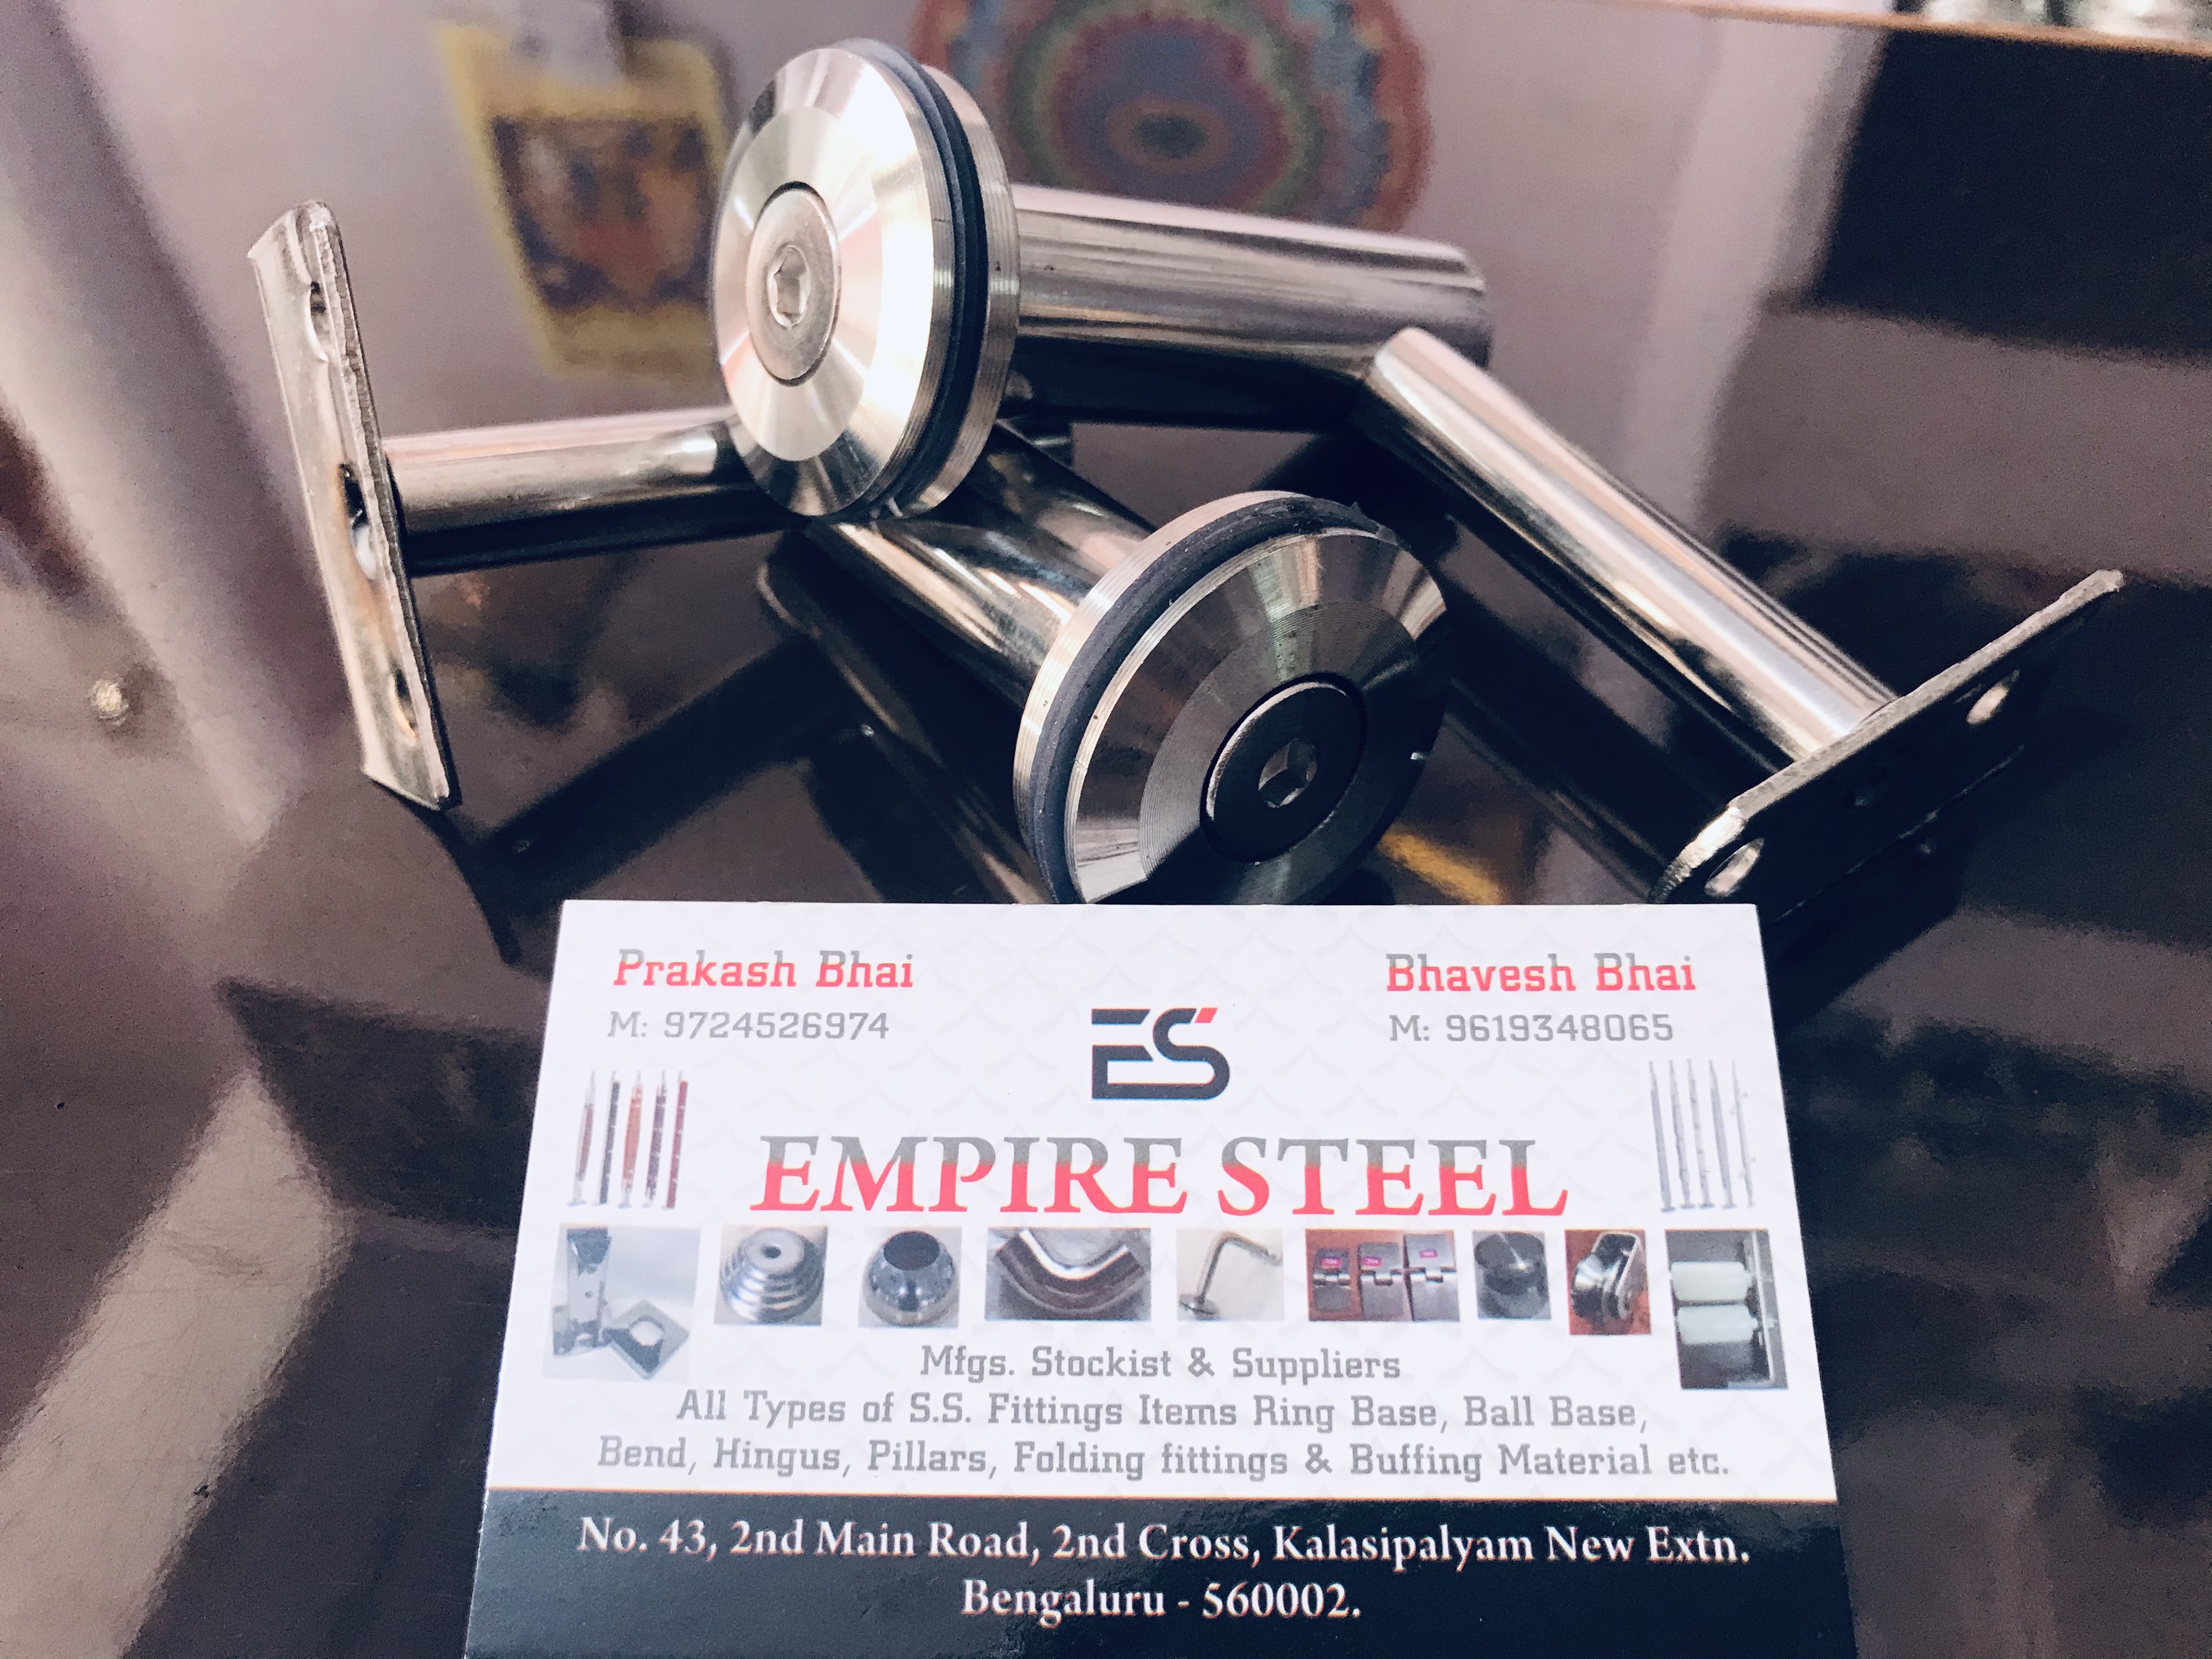 Prakash Bhai
M: 9724526974
Bhavesh Bhai
M: 9619348065
ES
EMPIRE STEEL
Mfgs. Stockist & Suppliers
All Types of S.S. Fittings Items Ring Base, Ball Base,
Bend, Hingus, Pillars, Folding fittings & Buffing Material etc.
No. 43, 2nd Main Road, 2nd Cross, Kalasipalyam New Extn.
Bengaluru - 560002.